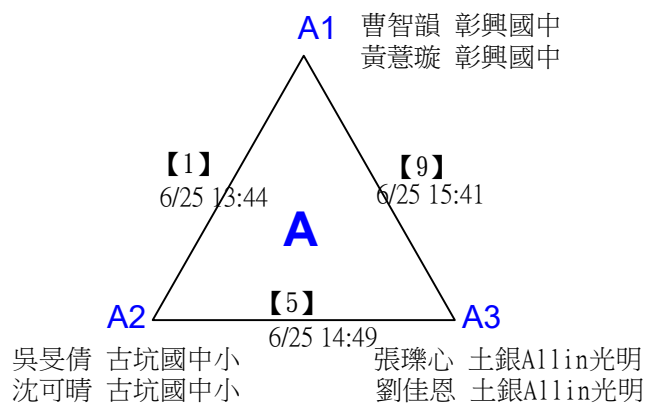 A1 曹智韻 彰興國中
黃薏璇 彰興國中
【1】
6/25 13:44
【9】
6/25 15:41
A
【5】
6/25 14:49
A2
A3
吳旻倩 古坑國中小
沈可晴 古坑國中小
張瓅心 土銀Allin光明
劉佳恩 土銀Allin光明